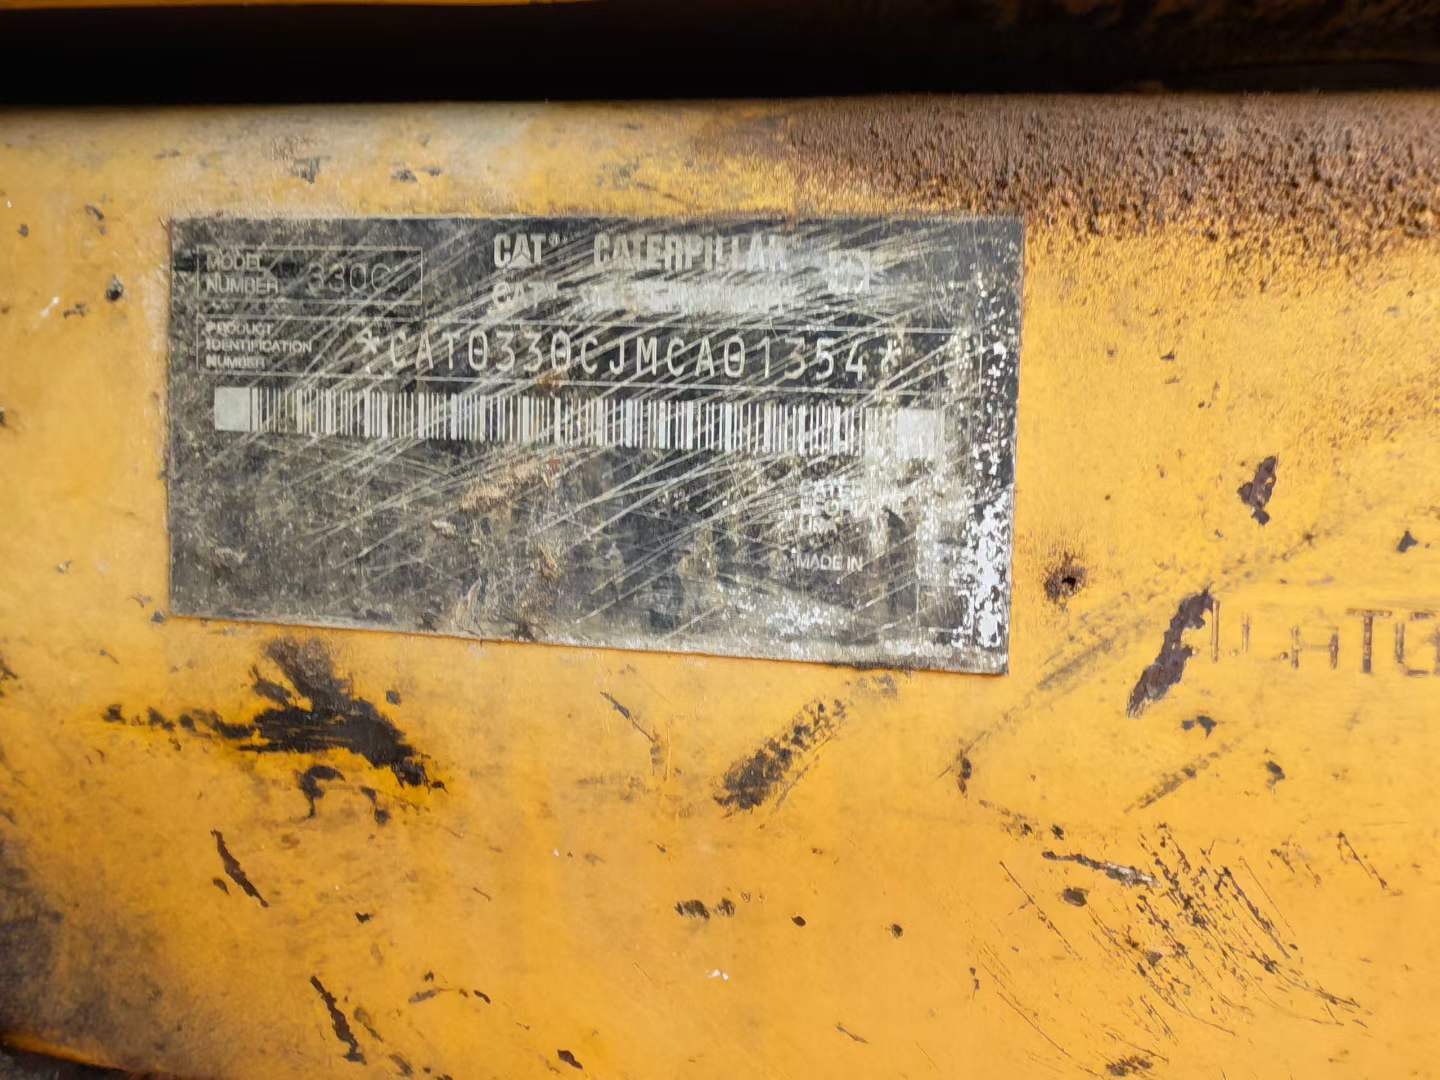 MODEL
NUMBER 330C
CAT CATERPILLAR
PRODUCT
IDENTIFICATION
NUMBER
*CAT0330CJMCA01354*
MADE IN